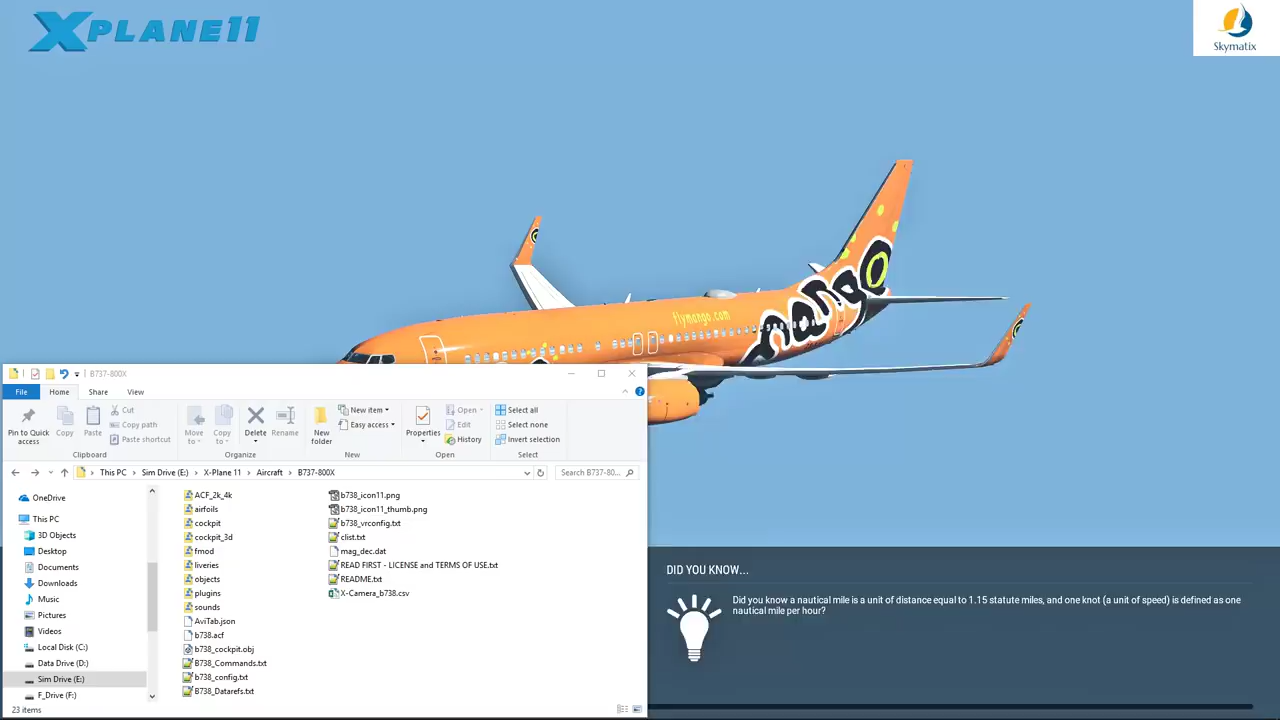 XPLANE11
Skymatix
flymango.com
mango
B737-800X
File
Home
Share
View
Pin to Quick access
Copy
Paste
Cut
Copy path
Paste shortcut
Clipboard
Move to
Copy to
Delete
Rename
Organize
New folder
New item
Easy access
New
Properties
Open
Edit
History
Open
Select all
Select none
Invert selection
Select
This PC > Sim Drive (E:) > X-Plane 11 > Aircraft > B737-800X
Search B737-80...
OneDrive
This PC
3D Objects
Desktop
Documents
Downloads
Music
Pictures
Videos
Local Disk (C:)
Data Drive (D:)
Sim Drive (E:)
F_Drive (F:)
ACF_2k_4k
airfoils
cockpit
cockpit_3d
fmod
liveries
objects
plugins
sounds
AviTab.json
b738.acf
b738_cockpit.obj
B738_Commands.txt
b738_config.txt
B738_Datarefs.txt
b738_icon11.png
b738_icon11_thumb.png
b738_vrconfig.txt
clist.txt
mag_dec.dat
READ FIRST - LICENSE and TERMS OF USE.txt
README.txt
X-Camera_b738.csv
23 items
DID YOU KNOW...
Did you know a nautical mile is a unit of distance equal to 1.15 statute miles, and one knot (a unit of speed) is defined as one
nautical mile per hour?